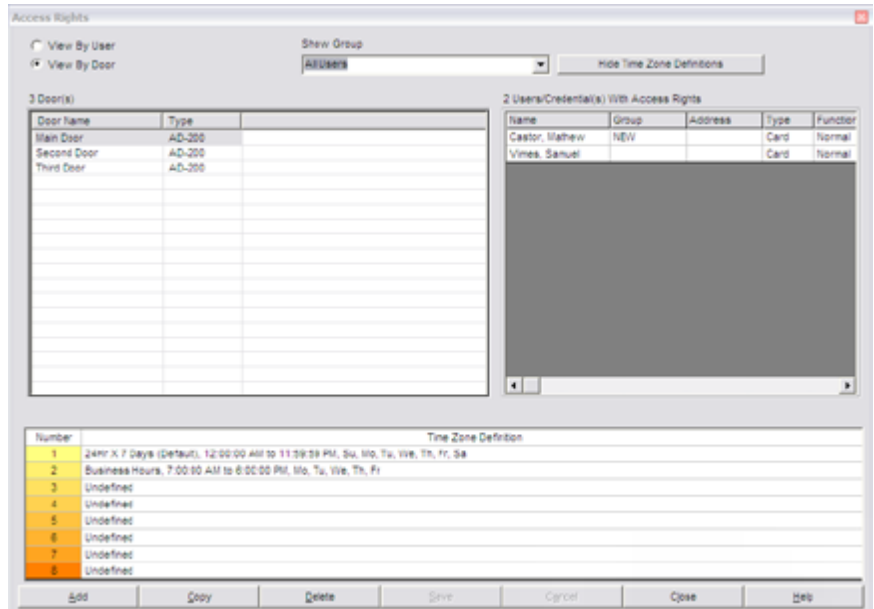 Access Rights
View By User
View By Door
Show Group
All Users
Hide Time Zone Definitions
3 Door(s)
Door Name Type
Main Door AD-200
Second Door AD-200
Third Door AD-200
2 Users/Credential(s) With Access Rights
Name Group Address Type Function
Castor, Mathew NEW Card Normal
Vimes, Samuel Card Normal
Number Time Zone Definition
1 24Hr X 7 Days (Default), 12:00:00 AM to 11:59:59 PM, Su, Mo, Tu, We, Th, Fr, Sa
2 Business Hours, 7:00:00 AM to 6:00:00 PM, Mo, Tu, We, Th, Fr
3 Undefined
4 Undefined
5 Undefined
6 Undefined
7 Undefined
8 Undefined
Add Copy Delete Save Cancel Close Help